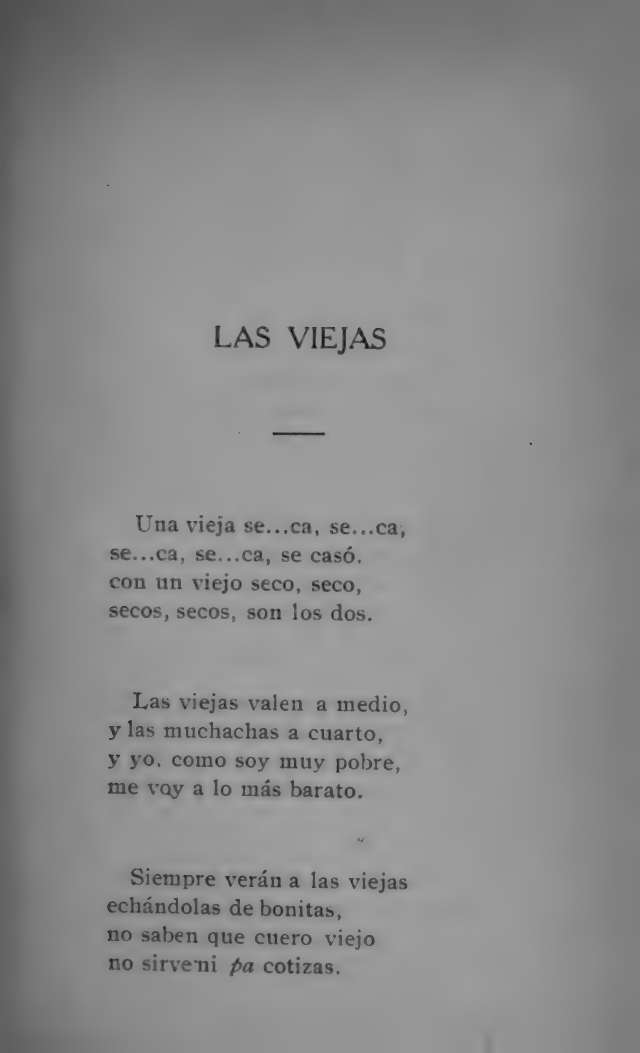 LAS VIEJAS
Una vieja se...ca, se...ca,
se...ca, se...ca, se casó.
con un viejo seco, seco,
secos, secos, son los dos.
Las viejas valen a medio,
y las muchachas a cuarto,
y yo, como soy muy pobre,
me voy a lo más barato.
Siempre verán a las viejas
echándolas de bonitas,
no saben que cuero viejo
no sirve ni pa cotizas.